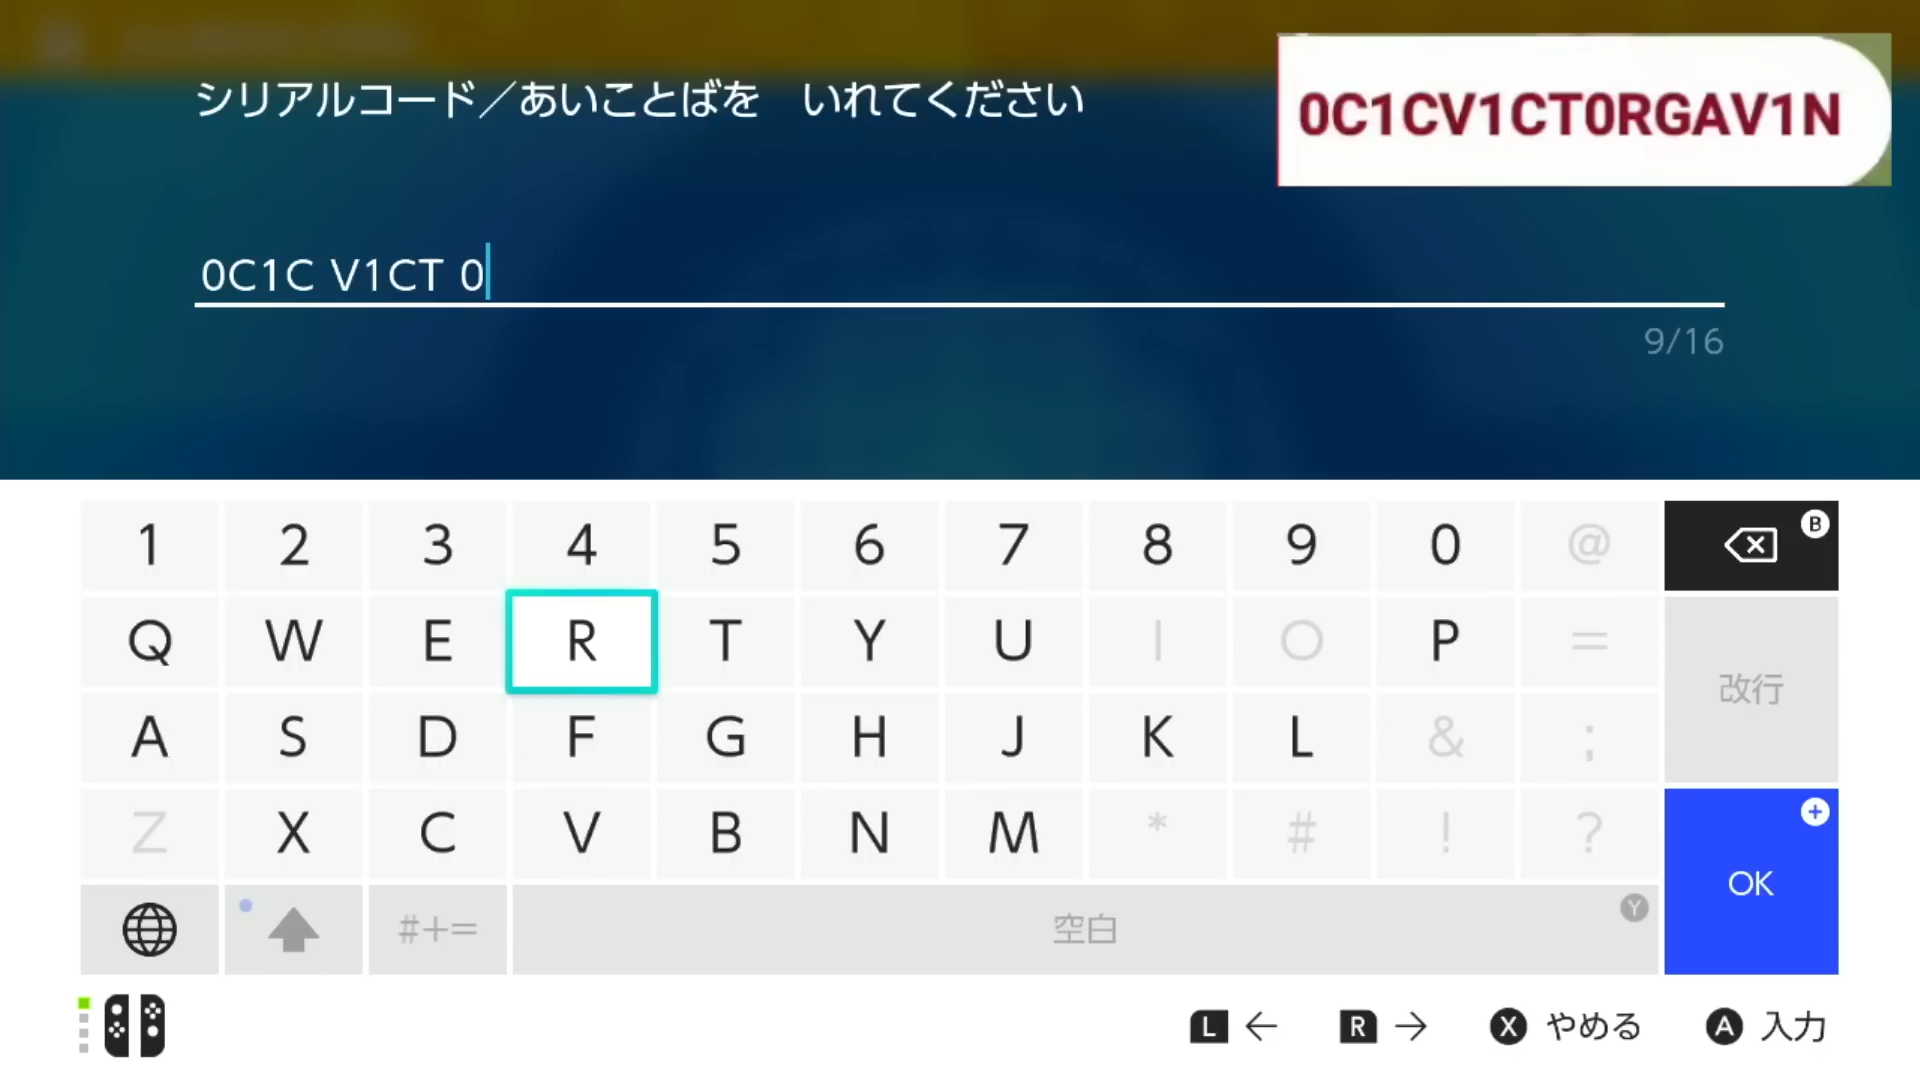 シリアルコード／あいことばを　いれてください
0C1CV1CT0RGAV1N
0C1C V1CT 0
9/16
1 2 3 4 5 6 7 8 9 0 @ B
Q W E R T Y U I O P =
改行
A S D F G H J K L & ;
Z X C V B N M * # ! ?
+
OK
#+= 空白 Y
L ← R → X やめる A 入力